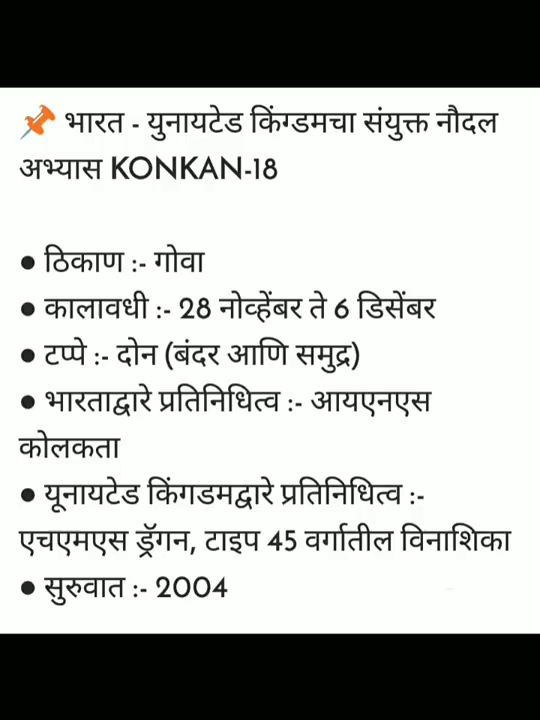 📌 भारत - युनायटेड किंग्डमचा संयुक्त नौदल
अभ्यास KONKAN-18
● ठिकाण :- गोवा
● कालावधी :- 28 नोव्हेंबर ते 6 डिसेंबर
● टप्पे :- दोन (बंदर आणि समुद्र)
● भारताद्वारे प्रतिनिधित्व :- आयएनएस
कोलकता
● यूनायटेड किंगडमद्वारे प्रतिनिधित्व :-
एचएमएस ड्रॅगन, टाइप 45 वर्गातील विनाशिका
● सुरुवात :- 2004